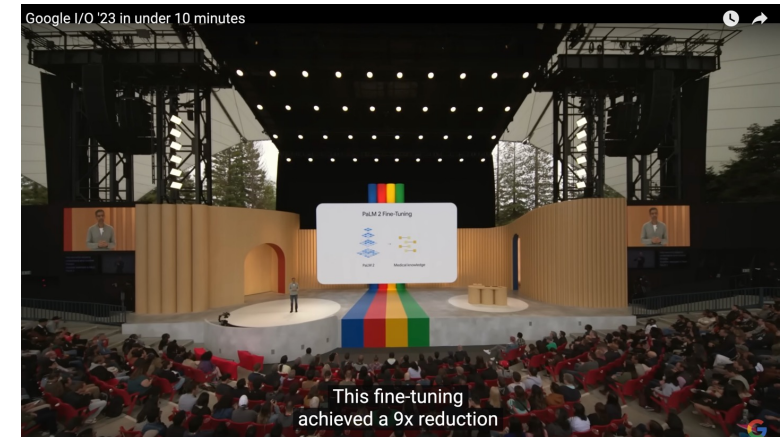 Google I/O '23 in under 10 minutes
PaLM 2 Fine-Tuning
PaLM 2
Medical knowledge
This fine-tuning
achieved a 9x reduction